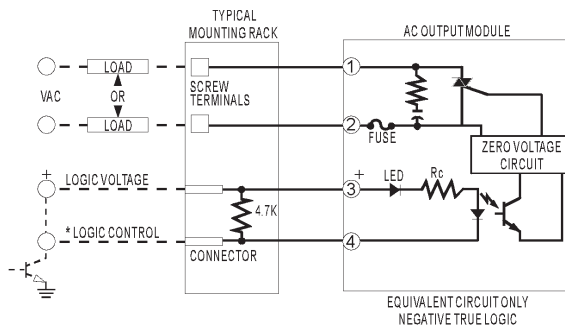 TYPICAL
MOUNTING RACK
AC OUTPUT MODULE
LOAD
1
VAC
OR
SCREW
TERMINALS
LOAD
2
FUSE
ZERO VOLTAGE
CIRCUIT
+
LOGIC VOLTAGE
+
3
LED
Rc
4.7K
* LOGIC CONTROL
4
CONNECTOR
EQUIVALENT CIRCUIT ONLY
NEGATIVE TRUE LOGIC